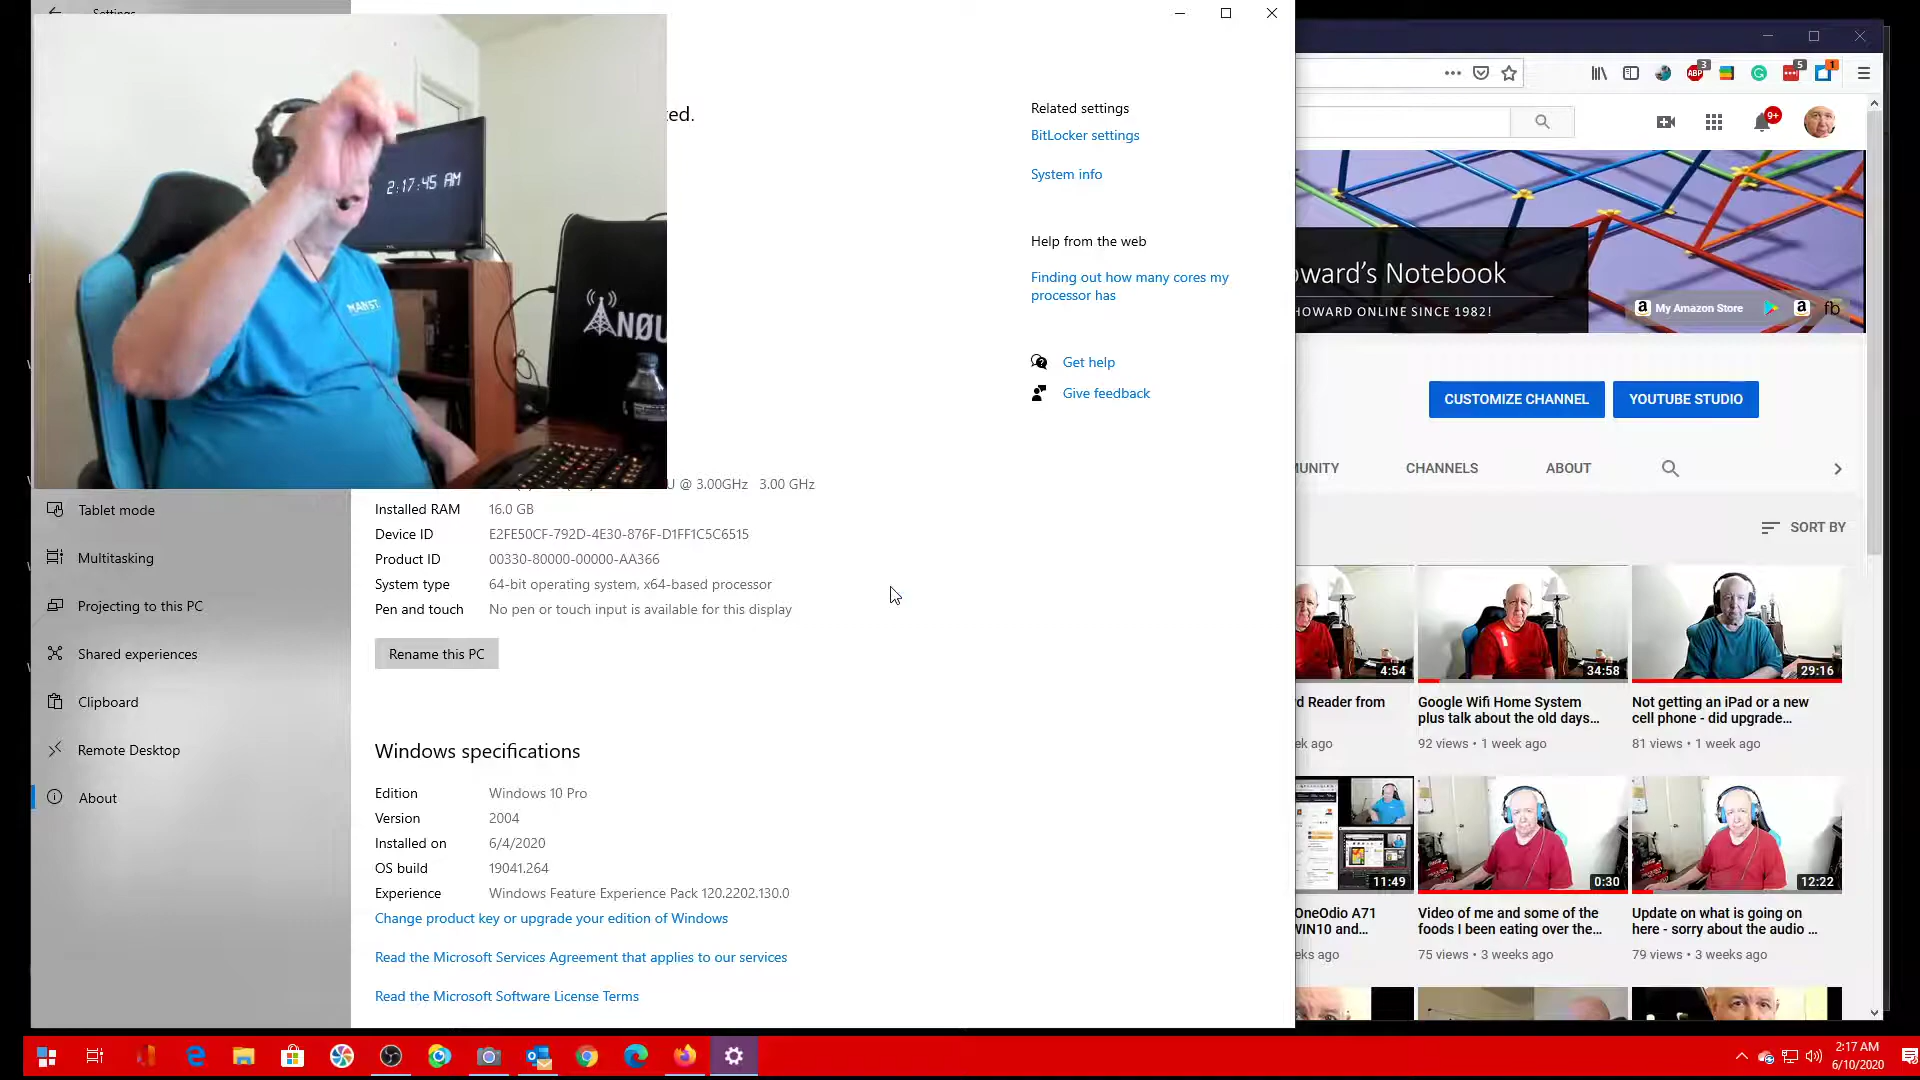 Settings
ted.
2:17:45 AM
NØU
U @ 3.00GHz 3.00 GHz
Installed RAM 16.0 GB
Device ID E2FE50CF-792D-4E30-876F-D1FF1C5C6515
Product ID 00330-80000-00000-AA366
System type 64-bit operating system, x64-based processor
Pen and touch No pen or touch input is available for this display
Rename this PC
Windows specifications
Edition Windows 10 Pro
Version 2004
Installed on 6/4/2020
OS build 19041.264
Experience Windows Feature Experience Pack 120.2202.130.0
Change product key or upgrade your edition of Windows
Read the Microsoft Services Agreement that applies to our services
Read the Microsoft Software License Terms
Tablet mode
Multitasking
Projecting to this PC
Shared experiences
Clipboard
Remote Desktop
About
Related settings
BitLocker settings
System info
Help from the web
Finding out how many cores my
processor has
Get help
Give feedback
ABP
3
5
1
9+
oward's Notebook
HOWARD ONLINE SINCE 1982!
My Amazon Store
CUSTOMIZE CHANNEL
YOUTUBE STUDIO
MUNITY
CHANNELS
ABOUT
SORT BY
4:54
34:58
29:16
rd Reader from
ek ago
Google Wifi Home System
plus talk about the old days...
92 views • 1 week ago
Not getting an iPad or a new
cell phone - did upgrade...
81 views • 1 week ago
11:49
0:30
12:22
OneOdio A71
WIN10 and...
eks ago
Video of me and some of the
foods I been eating over the...
75 views • 3 weeks ago
Update on what is going on
here - sorry about the audio ...
79 views • 3 weeks ago
2:17 AM
6/10/2020